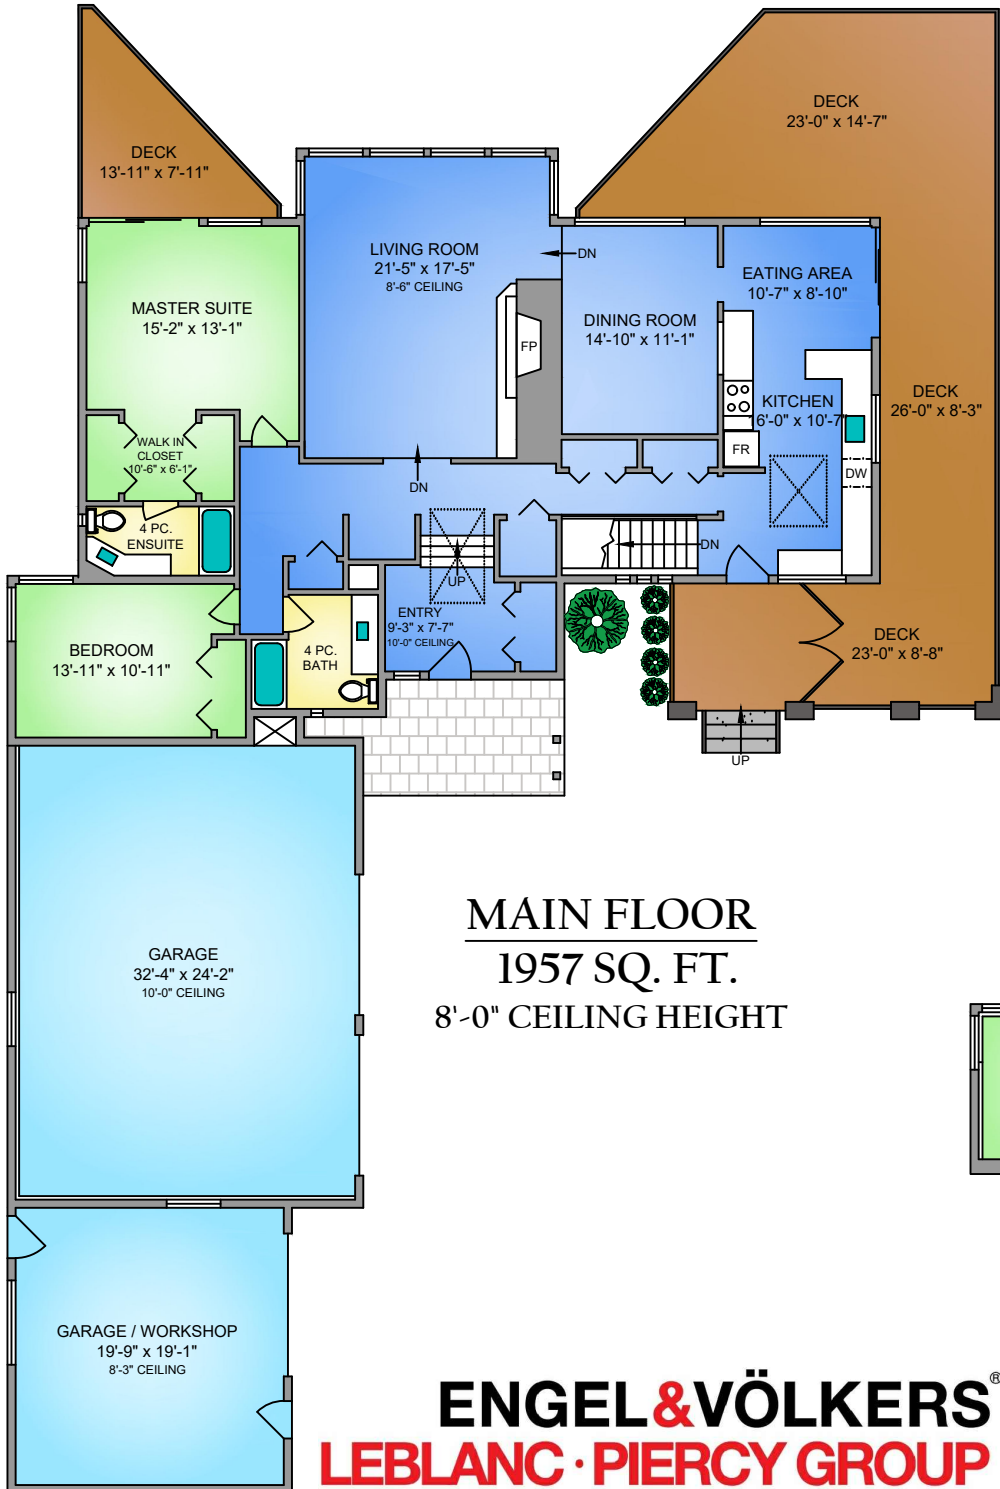 DECK
23'-0" x 14'-7"
DECK
13'-11" x 7'-11"
LIVING ROOM
21'-5" x 17'-5"
8'-6" CEILING
DN
EATING AREA
10'-7" x 8'-10"
MASTER SUITE
15'-2" x 13'-1"
DINING ROOM
14'-10" x 11'-1"
FP
DECK
26'-0" x 8'-3"
KITCHEN
6'-0" x 10'-7"
FR
DW
WALK IN
CLOSET
10'-6" x 6'-1"
DN
4 PC.
ENSUITE
DN
UP
ENTRY
9'-3" x 7'-7"
10'-0" CEILING
BEDROOM
13'-11" x 10'-11"
4 PC.
BATH
DECK
23'-0" x 8'-8"
UP
MAIN FLOOR
1957 SQ. FT.
8'-0" CEILING HEIGHT
GARAGE
32'-4" x 24'-2"
10'-0" CEILING
GARAGE / WORKSHOP
19'-9" x 19'-1"
8'-3" CEILING
ENGEL&VÖLKERS®
LEBLANC · PIERCY GROUP